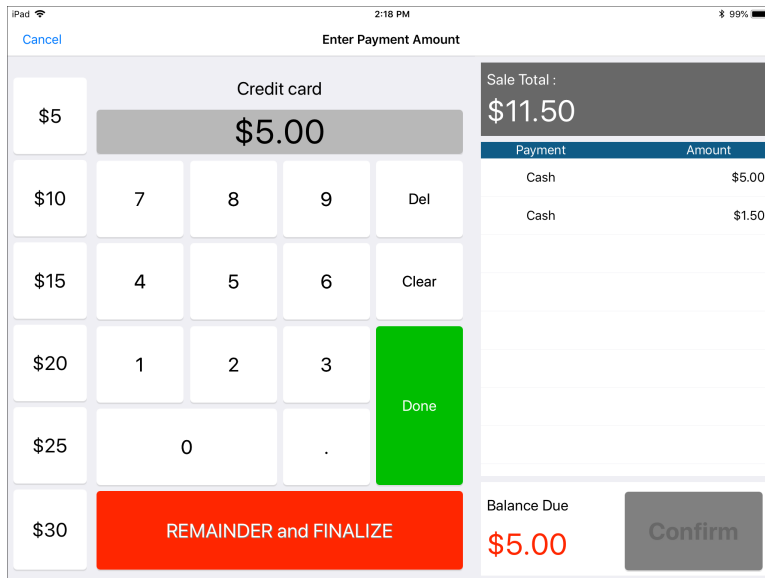 iPad 2:18 PM 99%
Cancel Enter Payment Amount
Credit card
$5.00
$5
$10 7 8 9 Del
$15 4 5 6 Clear
$20 1 2 3
Done
$25 0 .
$30 REMAINDER and FINALIZE
Sale Total :
$11.50
Payment Amount
Cash $5.00
Cash $1.50
Balance Due
$5.00
Confirm